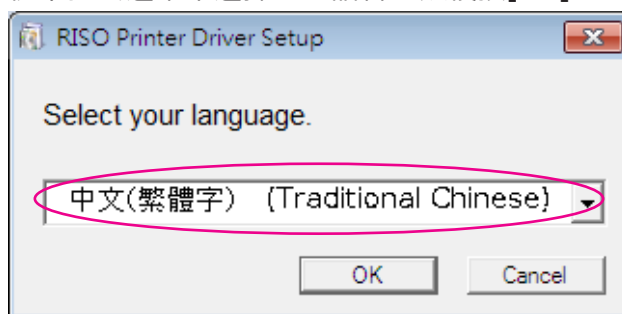 RISO Printer Driver Setup
Select your language.
中文(繁體字) (Traditional Chinese)
OK
Cancel